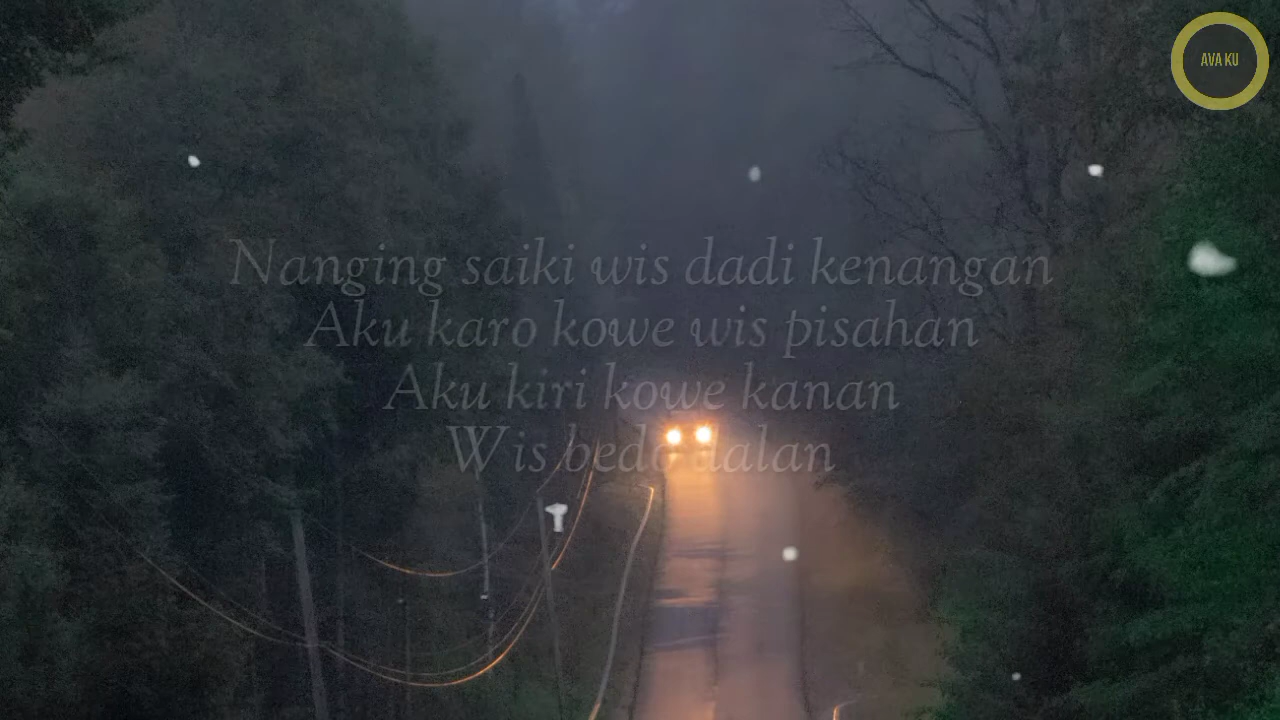 AVA KU
Nanging saiki wis dadi kenangan
Aku karo kowe wis pisahan
Aku kiri kowe kanan
Wis bedo dalan